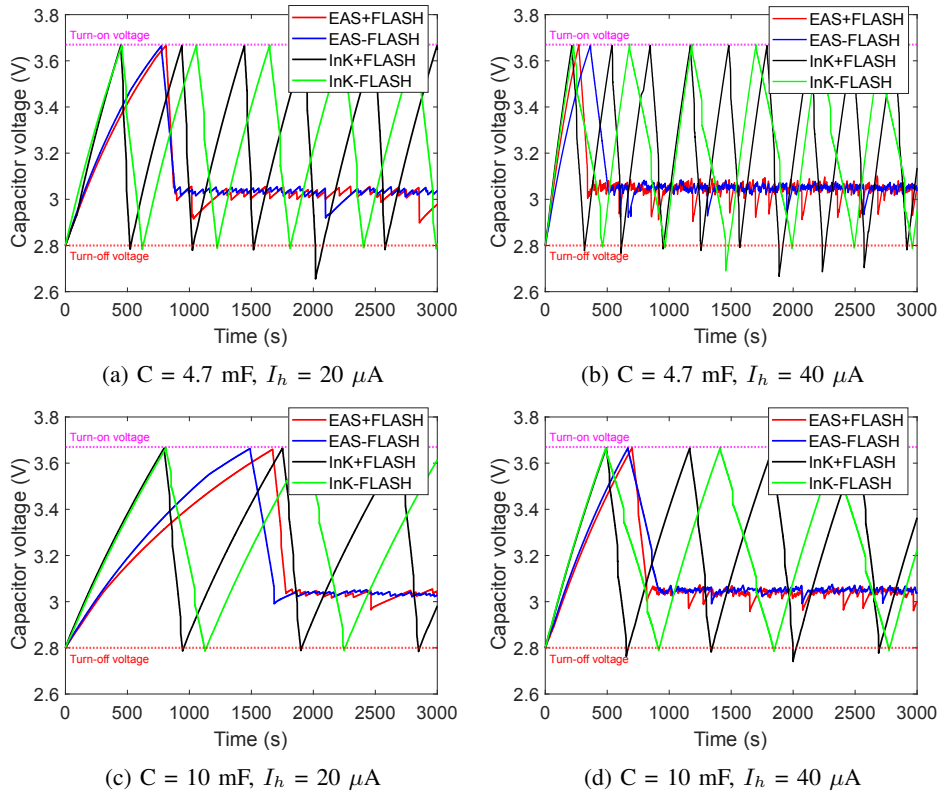 3.8
3.6
3.4
3.2
3.0
2.8
2.6
Capacitor voltage (V)
Turn-on voltage
Turn-off voltage
EAS+FLASH
EAS-FLASH
InK+FLASH
InK-FLASH
0 500 1000 1500 2000 2500 3000
Time (s)
(a) C = 4.7 mF, I_h = 20 μA
3.8
3.6
3.4
3.2
3.0
2.8
2.6
Capacitor voltage (V)
Turn-on voltage
Turn-off voltage
EAS+FLASH
EAS-FLASH
InK+FLASH
InK-FLASH
0 500 1000 1500 2000 2500 3000
Time (s)
(b) C = 4.7 mF, I_h = 40 μA
3.8
3.6
3.4
3.2
3.0
2.8
2.6
Capacitor voltage (V)
Turn-on voltage
Turn-off voltage
EAS+FLASH
EAS-FLASH
InK+FLASH
InK-FLASH
0 500 1000 1500 2000 2500 3000
Time (s)
(c) C = 10 mF, I_h = 20 μA
3.8
3.6
3.4
3.2
3.0
2.8
2.6
Capacitor voltage (V)
Turn-on voltage
Turn-off voltage
EAS+FLASH
EAS-FLASH
InK+FLASH
InK-FLASH
0 500 1000 1500 2000 2500 3000
Time (s)
(d) C = 10 mF, I_h = 40 μA